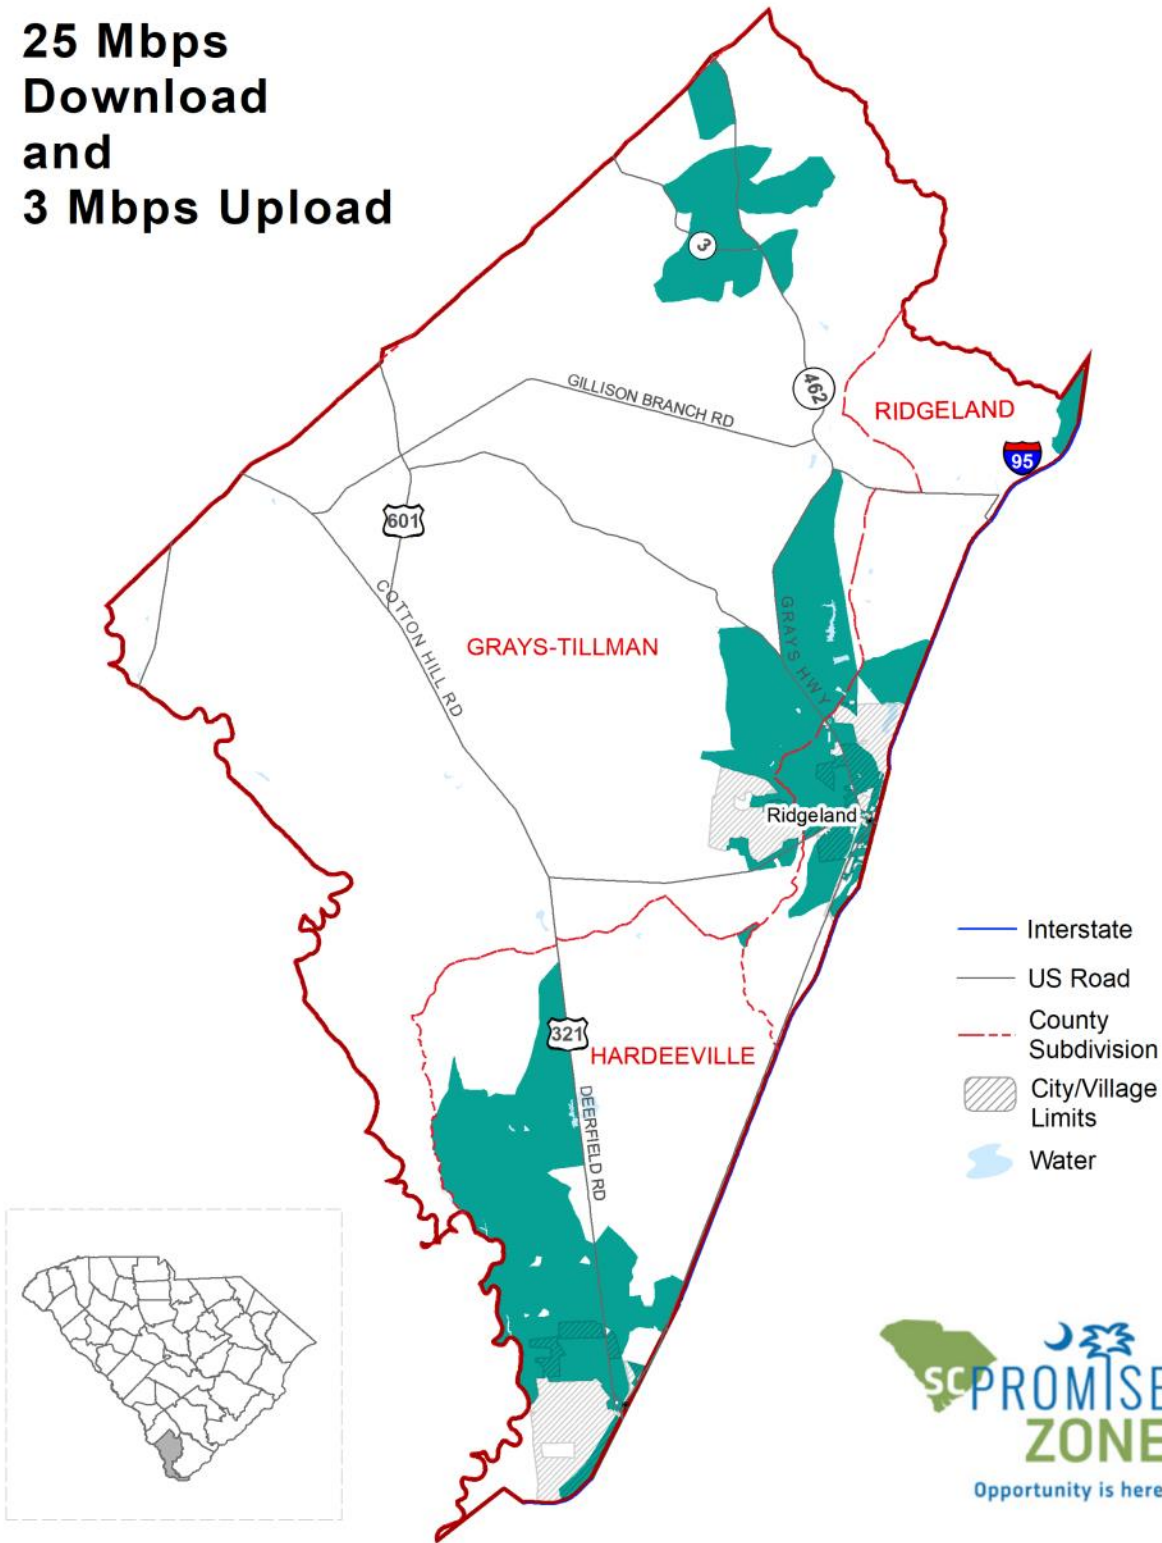 25 Mbps
Download
and
3 Mbps Upload
3
462
GILLISON BRANCH RD
RIDGELAND
95
601
COTTON HILL RD
GRAYS-TILLMAN
GRAYS HWY
Ridgeland
321
HARDEEVILLE
DEERFIELD RD
Interstate
US Road
County
Subdivision
City/Village
Limits
Water
SC PROMISE
ZONE
Opportunity is here